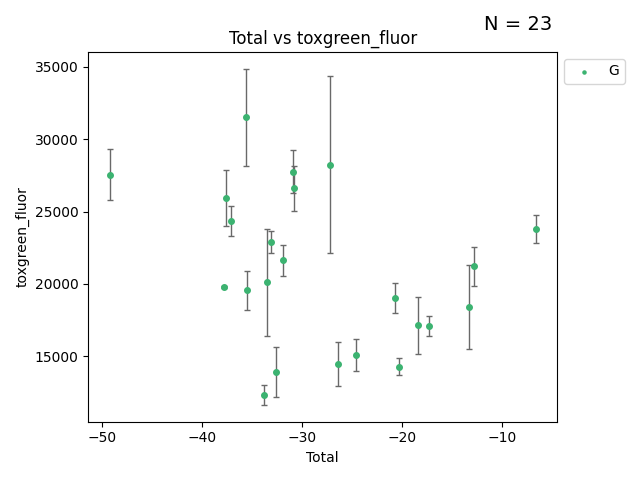 N = 23
Total vs toxgreen_fluor
G
35000
30000
25000
20000
15000
toxgreen_fluor
−50 −40 −30 −20 −10
Total